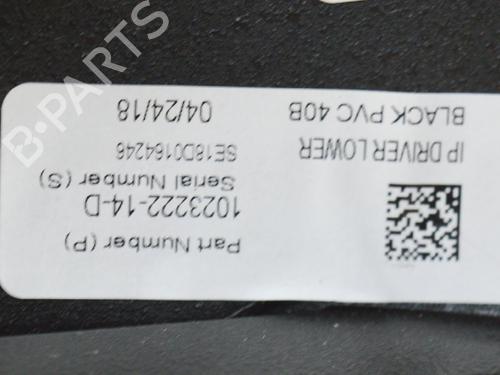 Part Number (P)
1023222-14-D
Serial Number (S)
SE18D0164246
04/24/18
IP DRIVER LOWER
BLACK PVC 40B
B-PARTS